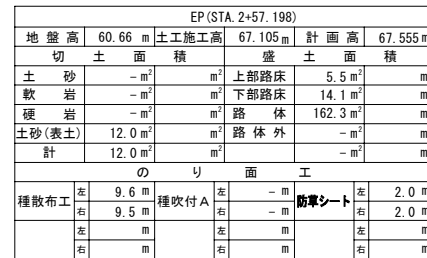 EP(STA.2+57.198)
地盤高 60.66 m 土工施工高 67.105 m 計画高 67.555 m
切土面積 盛土面積
土砂 - m² m² 上部路床 5.5 m² m
軟岩 - m² m² 下部路床 14.1 m² m
硬岩 - m² m² 路体 162.3 m² m
土砂(表土) 12.0 m² m² 路体外 - m² m
計 12.0 m² m² - m² m
のり面工
種散布工 左 9.6 m 種吹付A 左 - m 防草シート 左 2.0 m
右 9.5 m 右 - m 右 2.0 m
左 m 左 m 左 m
右 m 右 m 右 m